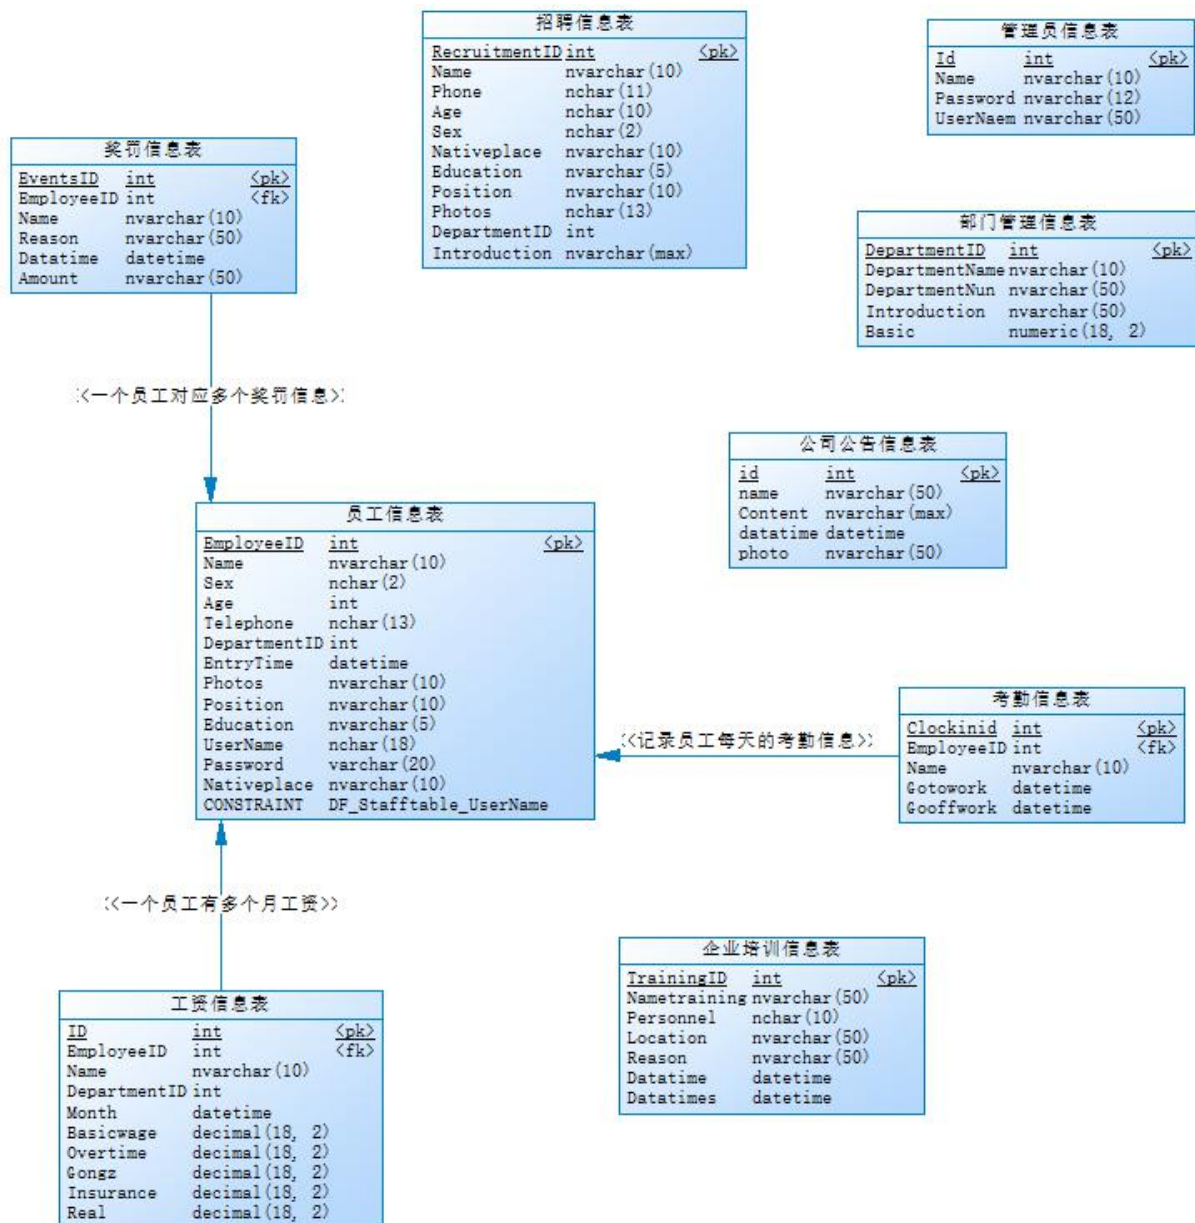 招聘信息表
RecruitmentID int <pk>
Name nvarchar(10)
Phone nchar(11)
Age nchar(10)
Sex nchar(2)
Nativeplace nvarchar(10)
Education nvarchar(5)
Position nvarchar(10)
Photos nchar(13)
DepartmentID int
Introduction nvarchar(max)
管理员信息表
Id int <pk>
Name nvarchar(10)
Password nvarchar(12)
UserNaem nvarchar(50)
奖罚信息表
EventsID int <pk>
EmployeeID int <fk>
Name nvarchar(10)
Reason nvarchar(50)
Datatime datetime
Amount nvarchar(50)
部门管理信息表
DepartmentID int <pk>
DepartmentName nvarchar(10)
DepartmentNun nvarchar(50)
Introduction nvarchar(50)
Basic numeric(18, 2)
<<一个员工对应多个奖罚信息>>
公司公告信息表
id int <pk>
name nvarchar(50)
Content nvarchar(max)
datatime datetime
photo nvarchar(50)
员工信息表
EmployeeID int <pk>
Name nvarchar(10)
Sex nchar(2)
Age int
Telephone nchar(13)
DepartmentID int
EntryTime datetime
Photos nvarchar(10)
Position nvarchar(10)
Education nvarchar(5)
UserName nchar(18)
Password varchar(20)
Nativeplace nvarchar(10)
CONSTRAINT DF_Stafftable_UserName
<<记录员工每天的考勤信息>>
考勤信息表
Clockinid int <pk>
EmployeeID int <fk>
Name nvarchar(10)
Gotowork datetime
Gooffwork datetime
<<一个员工有多个月工资>>
企业培训信息表
TrainingID int <pk>
Nametraining nvarchar(50)
Personnel nchar(10)
Location nvarchar(50)
Reason nvarchar(50)
Datatime datetime
Datatimes datetime
工资信息表
ID int <pk>
EmployeeID int <fk>
Name nvarchar(10)
DepartmentID int
Month datetime
Basicwage decimal(18, 2)
Overtime decimal(18, 2)
Gongz decimal(18, 2)
Insurance decimal(18, 2)
Real decimal(18, 2)